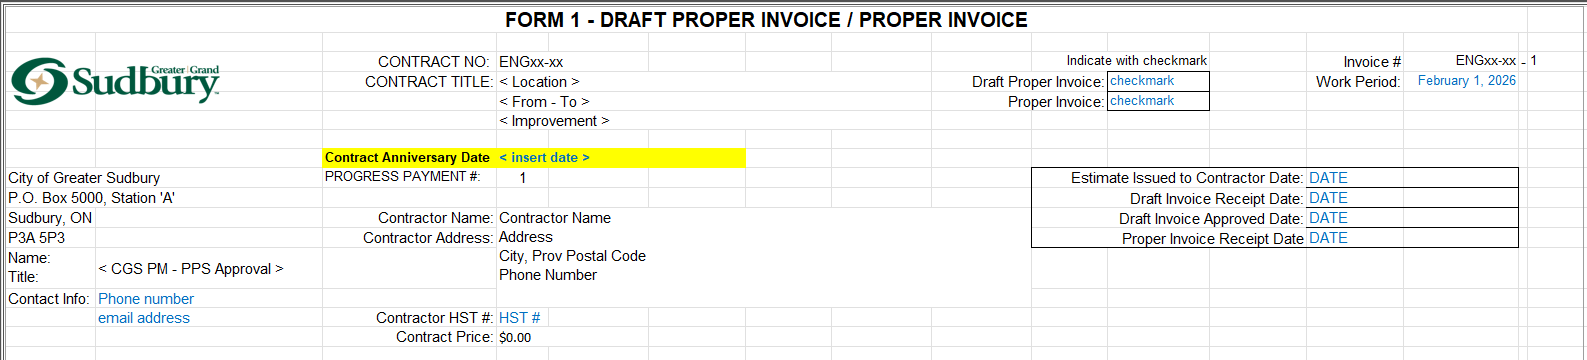 FORM 1 - DRAFT PROPER INVOICE / PROPER INVOICE
Greater Grand
Sudbury
CONTRACT NO: ENGxx-xx
CONTRACT TITLE: < Location >
< From - To >
< Improvement >
Indicate with checkmark
Draft Proper Invoice: checkmark
Proper Invoice: checkmark
Invoice # ENGxx-xx - 1
Work Period: February 1, 2026
Contract Anniversary Date < insert date >
PROGRESS PAYMENT #: 1
City of Greater Sudbury
P.O. Box 5000, Station 'A'
Sudbury, ON
P3A 5P3
Name:
Title:
< CGS PM - PPS Approval >
Contact Info: Phone number
email address
Contractor Name: Contractor Name
Contractor Address: Address
City, Prov Postal Code
Phone Number
Contractor HST #: HST #
Contract Price: $0.00
Estimate Issued to Contractor Date: DATE
Draft Invoice Receipt Date: DATE
Draft Invoice Approved Date: DATE
Proper Invoice Receipt Date DATE